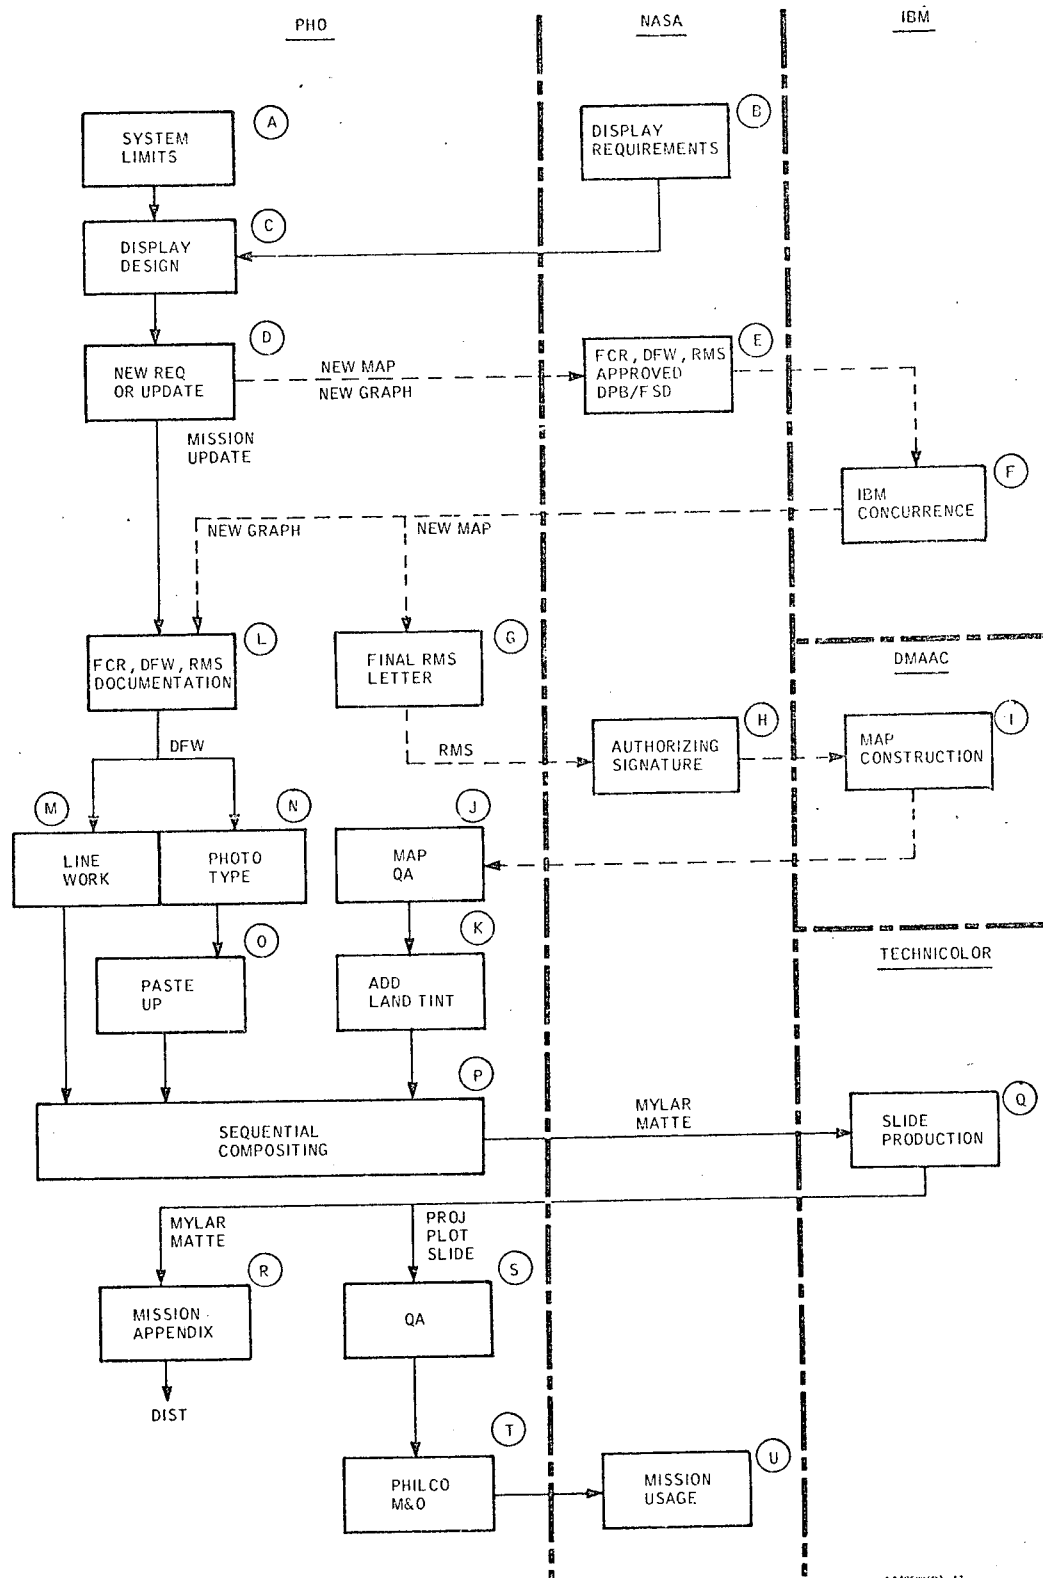 PHO
NASA
IBM
A
SYSTEM
LIMITS
B
DISPLAY
REQUIREMENTS
C
DISPLAY
DESIGN
D
NEW REQ
OR UPDATE
NEW MAP
NEW GRAPH
E
FCR, DFW, RMS
APPROVED
DPB/FSD
MISSION
UPDATE
F
IBM
CONCURRENCE
NEW GRAPH
NEW MAP
L
FCR, DFW, RMS
DOCUMENTATION
G
FINAL RMS
LETTER
DMAAC
H
AUTHORIZING
SIGNATURE
I
MAP
CONSTRUCTION
DFW
RMS
M
LINE
WORK
N
PHOTO
TYPE
J
MAP
QA
O
PASTE
UP
K
ADD
LAND TINT
TECHNICOLOR
P
SEQUENTIAL
COMPOSITING
MYLAR
MATTE
Q
SLIDE
PRODUCTION
MYLAR
MATTE
PROJ
PLOT
SLIDE
R
MISSION
APPENDIX
S
QA
DIST
T
PHILCO
M&O
U
MISSION
USAGE